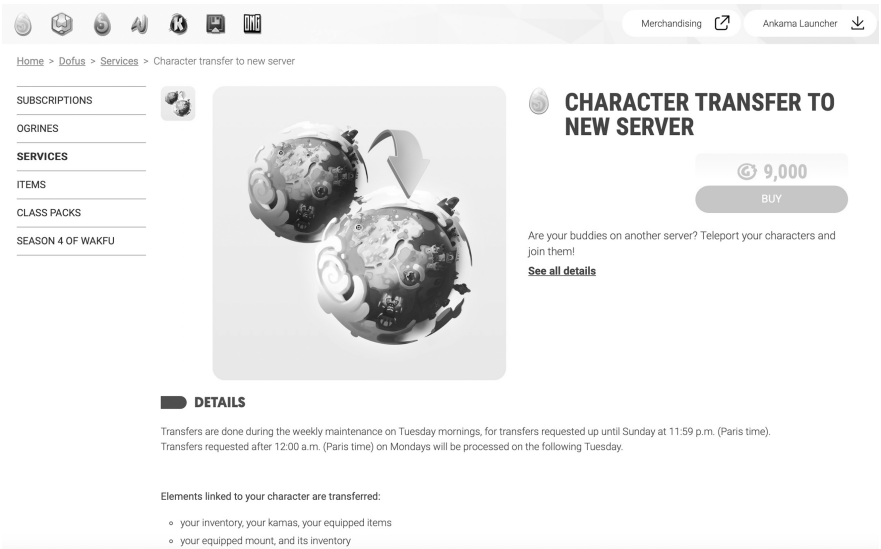 OMG
Merchandising
Ankama Launcher
Home > Dofus > Services > Character transfer to new server
SUBSCRIPTIONS
OGRINES
SERVICES
ITEMS
CLASS PACKS
SEASON 4 OF WAKFU
CHARACTER TRANSFER TO
NEW SERVER
9,000
BUY
Are your buddies on another server? Teleport your characters and
join them!
See all details
DETAILS
Transfers are done during the weekly maintenance on Tuesday mornings, for transfers requested up until Sunday at 11:59 p.m. (Paris time).
Transfers requested after 12:00 a.m. (Paris time) on Mondays will be processed on the following Tuesday.
Elements linked to your character are transferred:
your inventory, your kamas, your equipped items
your equipped mount, and its inventory